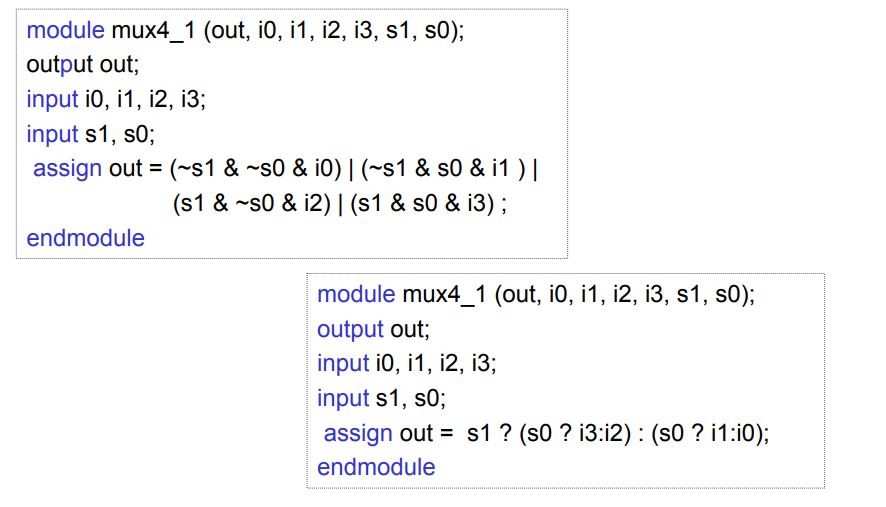 module mux4_1 (out, i0, i1, i2, i3, s1, s0);
output out;
input i0, i1, i2, i3;
input s1, s0;
assign out = (~s1 & ~s0 & i0) | (~s1 & s0 & i1 ) |
(s1 & ~s0 & i2) | (s1 & s0 & i3) ;
endmodule
module mux4_1 (out, i0, i1, i2, i3, s1, s0);
output out;
input i0, i1, i2, i3;
input s1, s0;
assign out = s1 ? (s0 ? i3:i2) : (s0 ? i1:i0);
endmodule